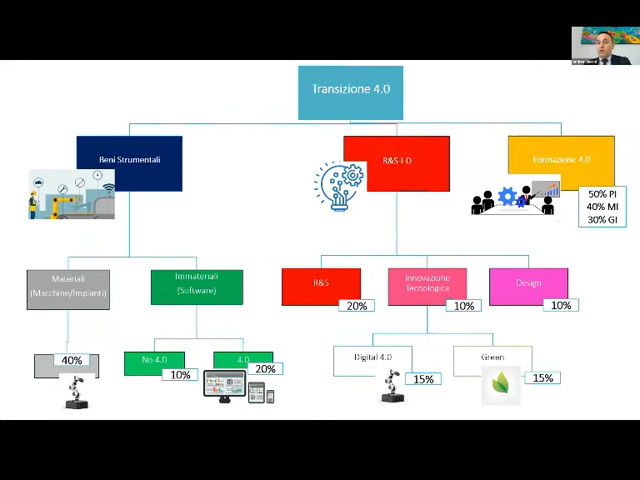 Transizione 4.0
Beni Strumentali
R&S-I-D
Formazione 4.0
50% PI
40% MI
30% GI
Materiali
(Macchine/Impianti)
Immateriali
(Software)
R&S
20%
Innovazione
Tecnologica
10%
Design
10%
40%
No 4.0
10%
4.0
20%
Digital 4.0
15%
Green
15%